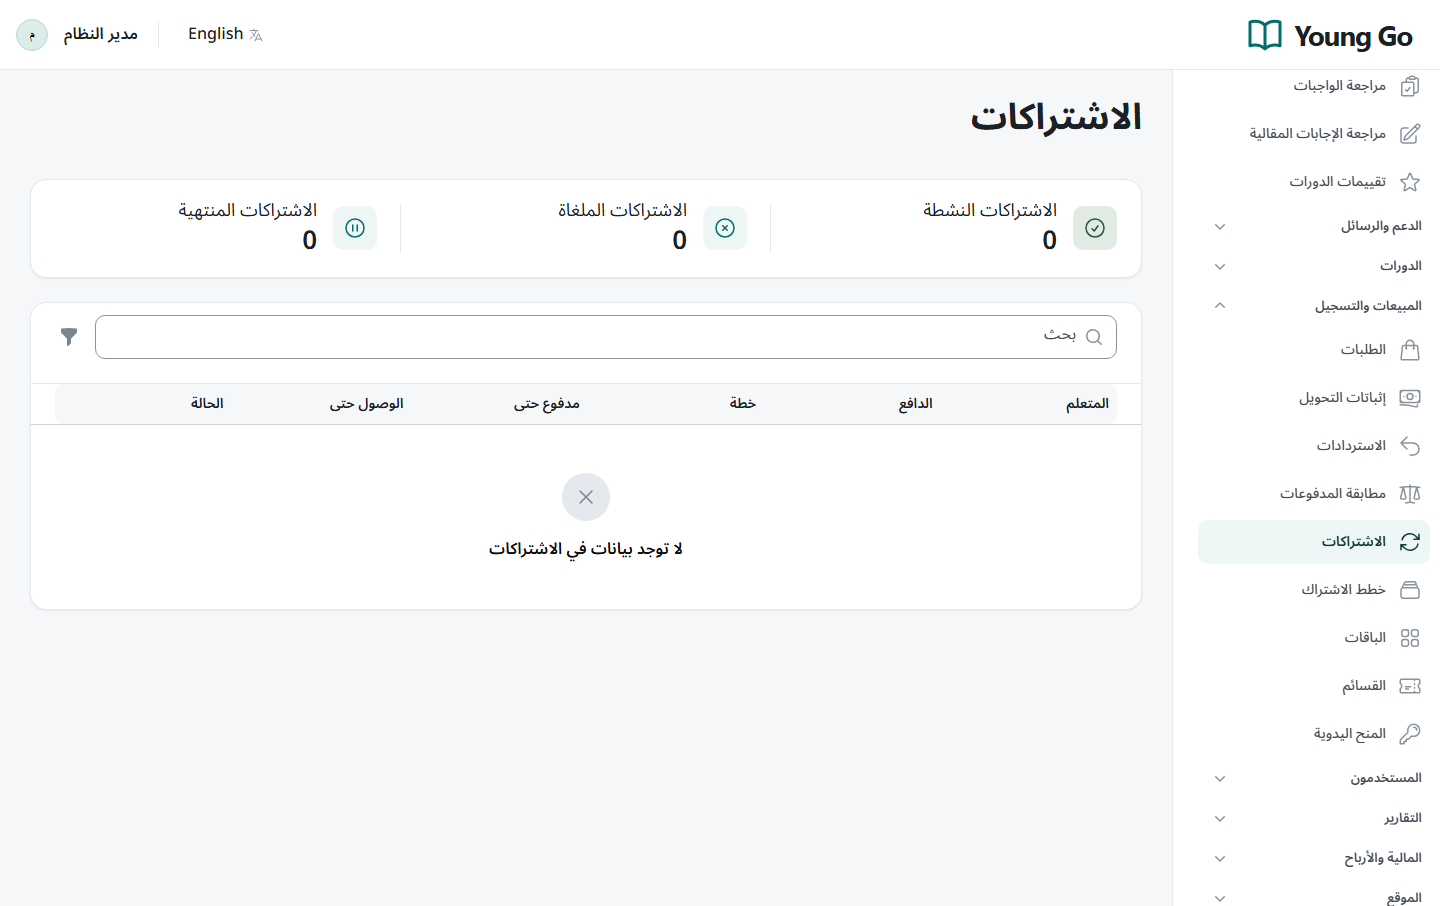 Young Go
English
مدير النظام
م
مراجعة الواجبات
مراجعة الإجابات المقالية
تقييمات الدورات
الدعم والرسائل
الدورات
المبيعات والتسجيل
الطلبات
إثباتات التحويل
الاستردادات
مطابقة المدفوعات
الاشتراكات
خطط الاشتراك
الباقات
القسائم
المنح اليدوية
المستخدمون
التقارير
المالية والأرباح
الموقع
الاشتراكات
الاشتراكات النشطة
0
الاشتراكات الملغاة
0
الاشتراكات المنتهية
0
بحث
المتعلم الدافع خطة مدفوع حتى الوصول حتى الحالة
لا توجد بيانات في الاشتراكات